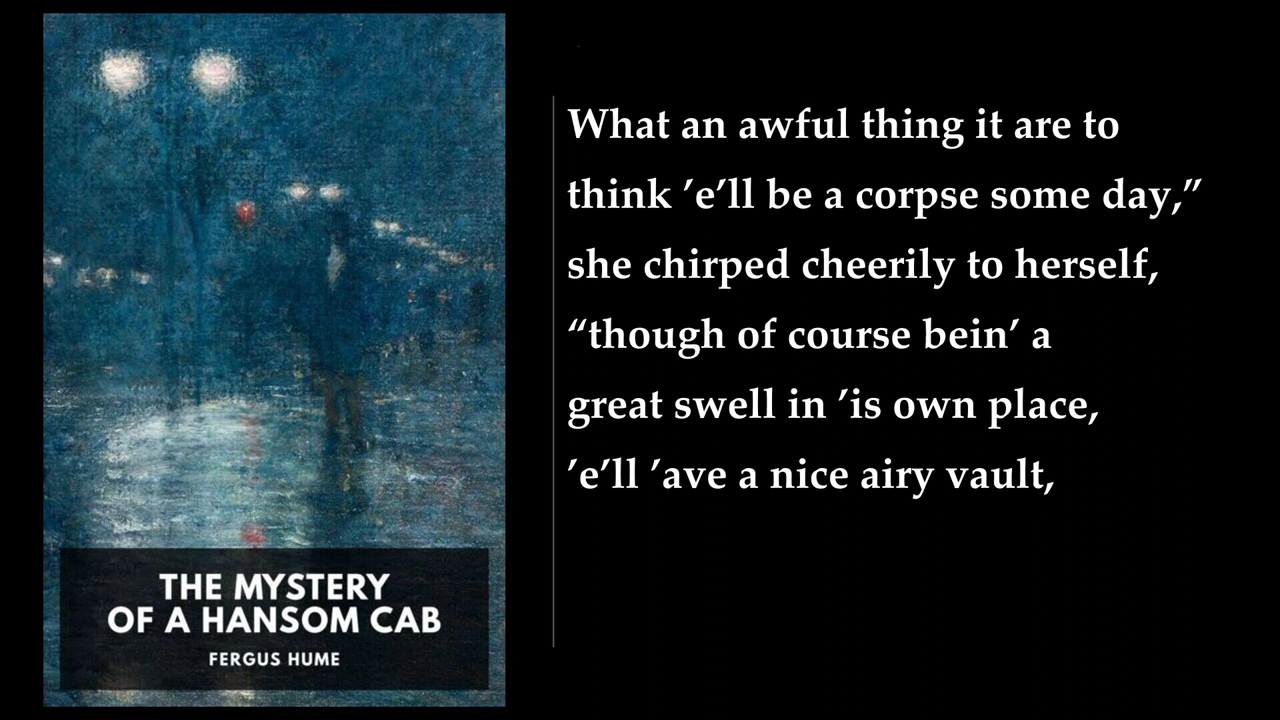 THE MYSTERY
OF A HANSOM CAB
FERGUS HUME
What an awful thing it are to
think ’e’ll be a corpse some day,”
she chirped cheerily to herself,
“though of course bein’ a
great swell in ’is own place,
’e’ll ’ave a nice airy vault,